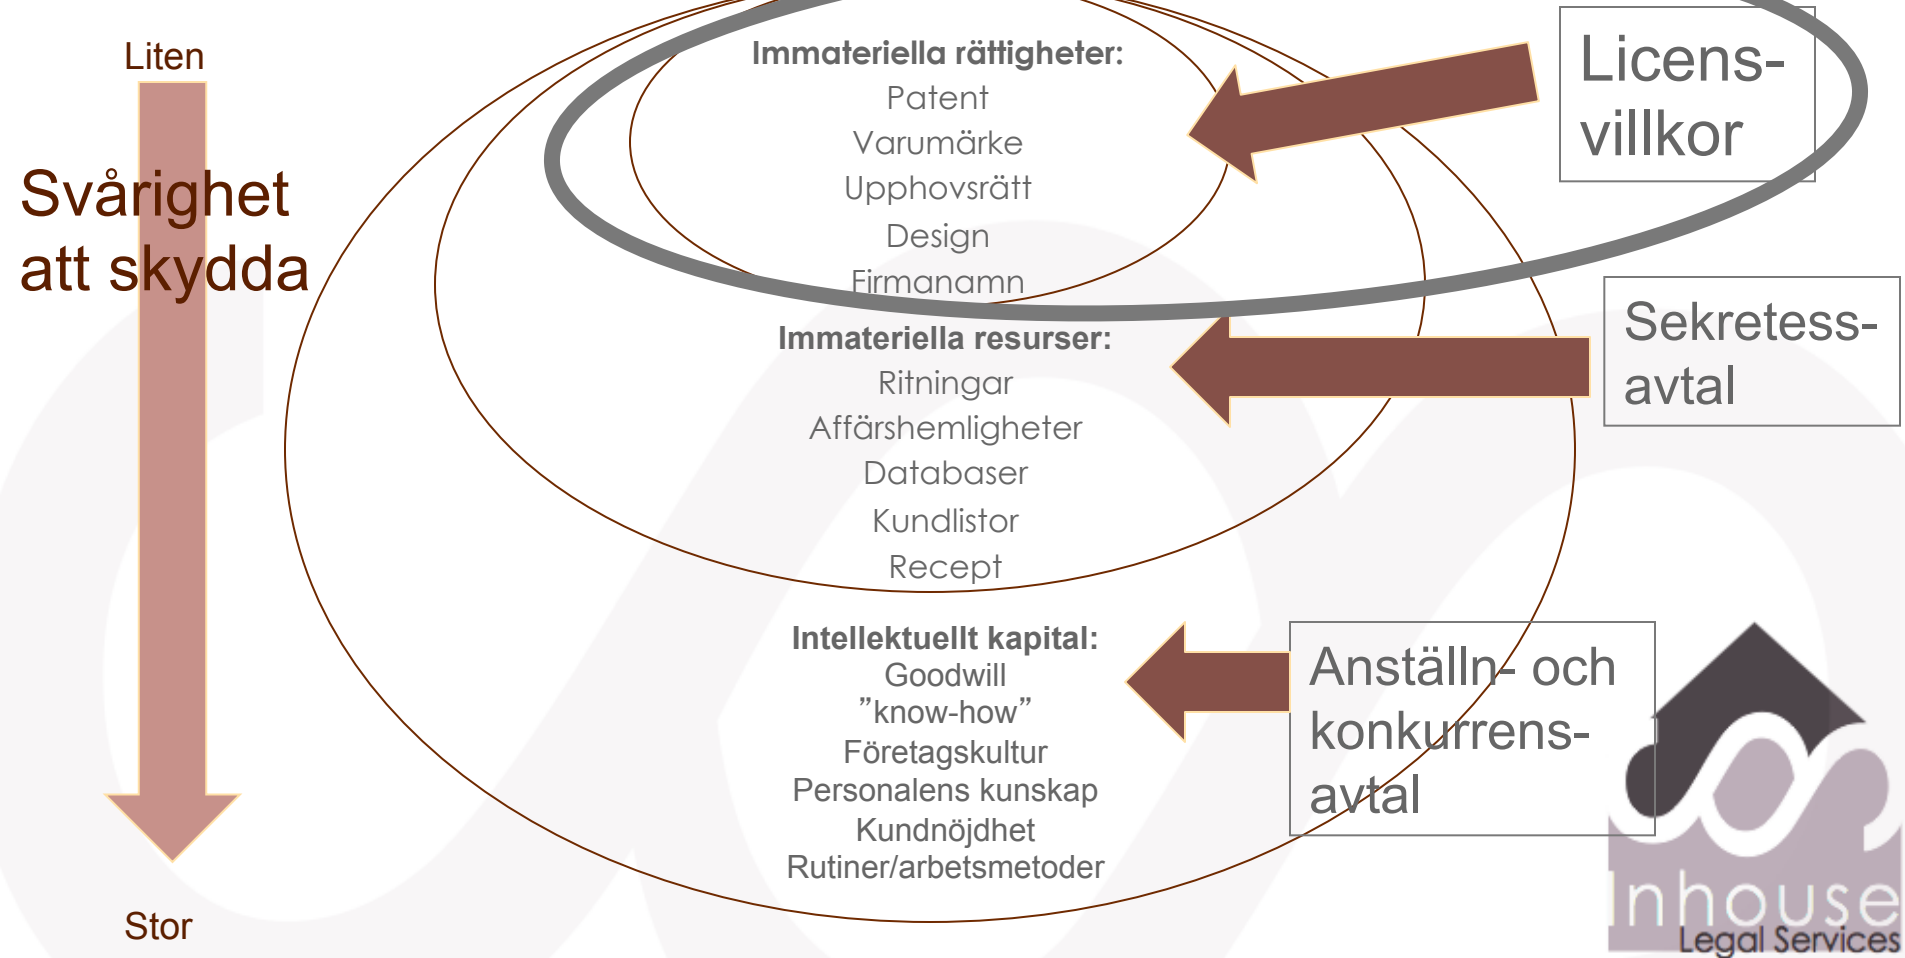 Liten
Svårighet
att skydda
Stor
Immateriella rättigheter:
Patent
Varumärke
Upphovsrätt
Design
Firmanamn
Immateriella resurser:
Ritningar
Affärshemligheter
Databaser
Kundlistor
Recept
Intellektuellt kapital:
Goodwill
”know-how”
Företagskultur
Personalens kunskap
Kundnöjdhet
Rutiner/arbetsmetoder
Licens-
villkor
Sekretess-
avtal
Anställn- och
konkurrens-
avtal
Inhouse
Legal Services